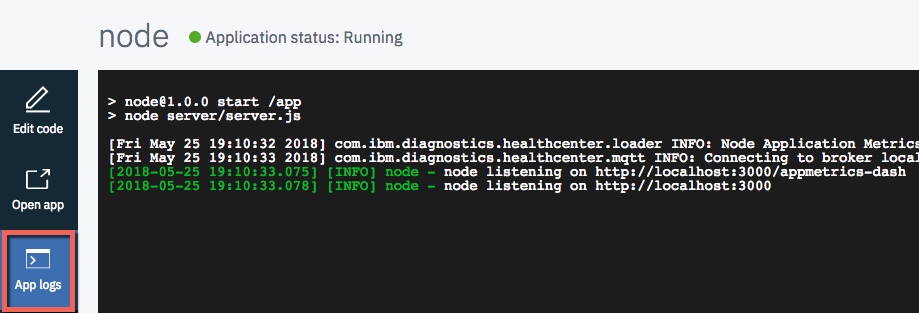 node Application status: Running
Edit code
Open app
App logs
> node@1.0.0 start /app
> node server/server.js
[Fri May 25 19:10:32 2018] com.ibm.diagnostics.healthcenter.loader INFO: Node Application Metrics
[Fri May 25 19:10:33 2018] com.ibm.diagnostics.healthcenter.mqtt INFO: Connecting to broker local
[2018-05-25 19:10:33.075] [INFO] node - node listening on http://localhost:3000/appmetrics-dash
[2018-05-25 19:10:33.078] [INFO] node - node listening on http://localhost:3000